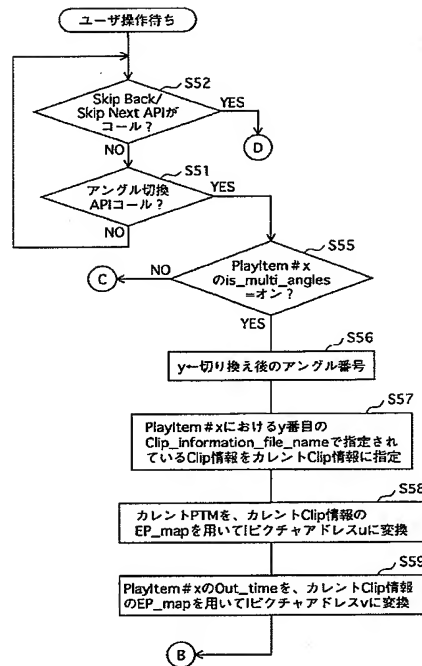 ユーザ操作待ち
S52
Skip Back/
Skip Next APIが
コール?
YES
D
NO
S51
アングル切換
APIコール?
YES
NO
S55
PlayItem#x
のis_multi_angles
=オン?
NO
C
YES
S56
y←切り換え後のアングル番号
S57
PlayItem#xにおけるy番目の
Clip_information_file_nameで指定され
ているClip情報をカレントClip情報に指定
S58
カレントPTMを、カレントClip情報の
EP_mapを用いてIピクチャアドレスuに変換
S59
PlayItem#xのOut_timeを、カレントClip情報
のEP_mapを用いてIピクチャアドレスvに変換
B